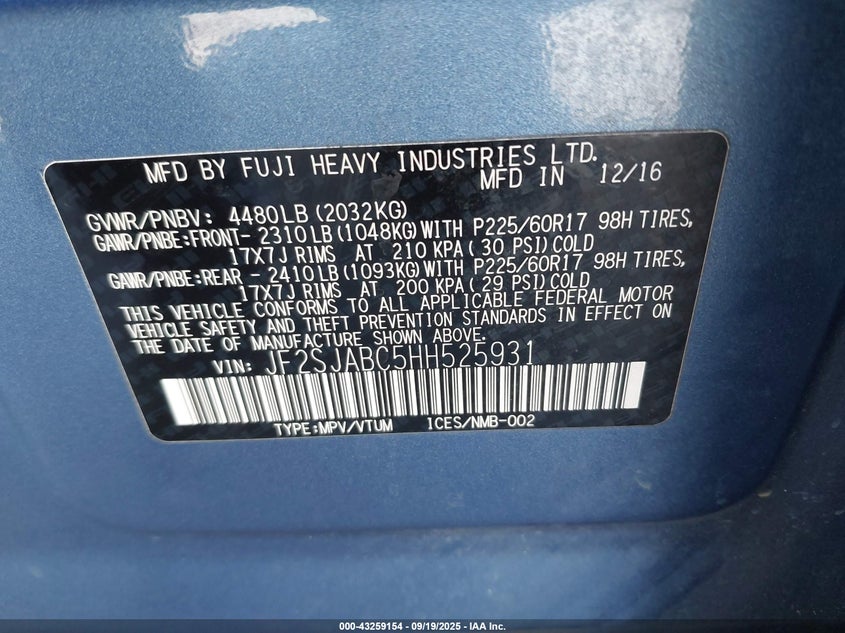 MFD BY FUJI HEAVY INDUSTRIES LTD.
MFD IN 12/16
GVWR/PNBV: 4480LB (2032KG)
GAWR/PNBE:FRONT- 2310LB (1048KG) WITH P225/60R17 98H TIRES,
17X7J RIMS AT 210 KPA ( 30 PSI) COLD
GAWR/PNBE:REAR - 2410LB (1093KG) WITH P225/60R17 98H TIRES,
17X7J RIMS AT 200 KPA ( 29 PSI) COLD
THIS VEHICLE CONFORMS TO ALL APPLICABLE FEDERAL MOTOR
VEHICLE SAFETY AND THEFT PREVENTION STANDARDS IN EFFECT ON
THE DATE OF MANUFACTURE SHOWN ABOVE.
VIN: JF2SJABC5HH525931
TYPE:MPV/VTUM ICES/NMB-002
000-43259154 - 09/19/2025 - IAA Inc.